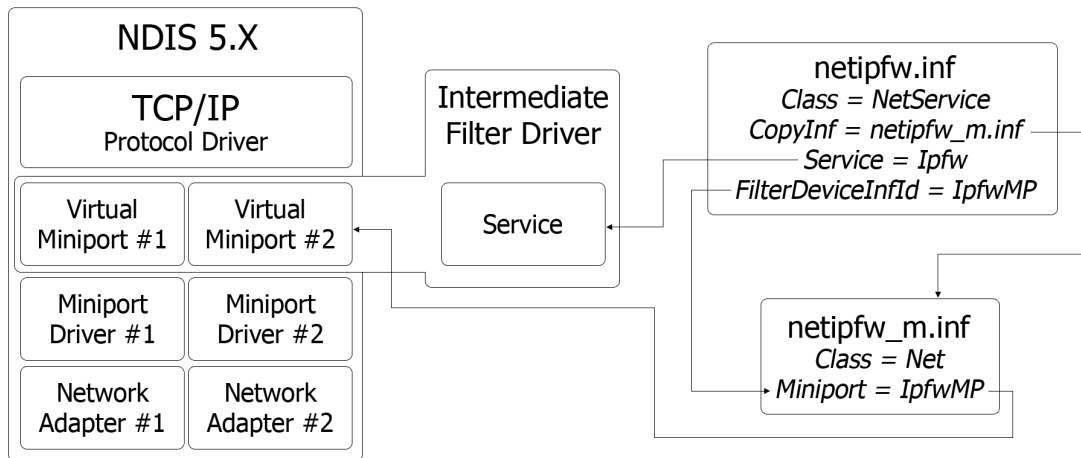 NDIS 5.X
TCP/IP
Protocol Driver
Intermediate
Filter Driver
Virtual
Miniport #1
Virtual
Miniport #2
Service
Miniport
Driver #1
Miniport
Driver #2
Network
Adapter #1
Network
Adapter #2
netipfw.inf
Class = NetService
CopyInf = netipfw_m.inf
Service = Ipfw
FilterDeviceInfId = IpfwMP
netipfw_m.inf
Class = Net
Miniport = IpfwMP